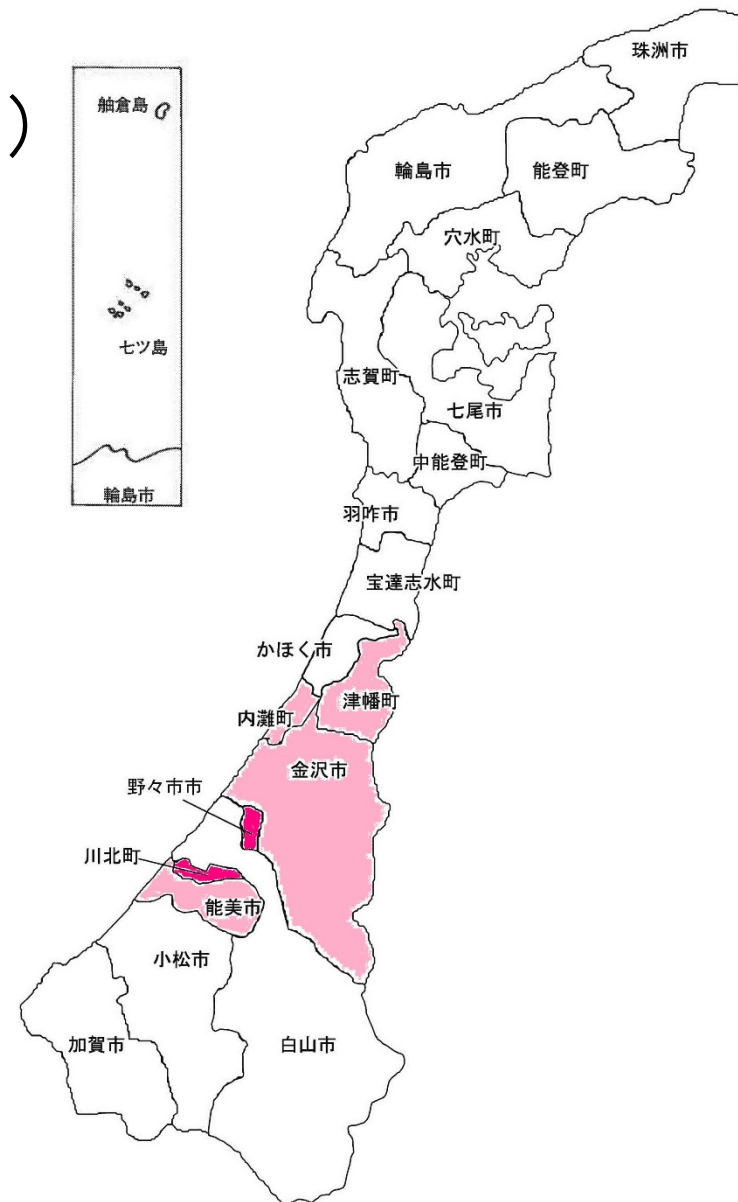 )
珠洲市
舳倉島
輪島市
能登町
穴水町
七ツ島
志賀町
七尾市
中能登町
輪島市
羽咋市
宝達志水町
かほく市
津幡町
内灘町
金沢市
野々市市
川北町
能美市
小松市
加賀市
白山市